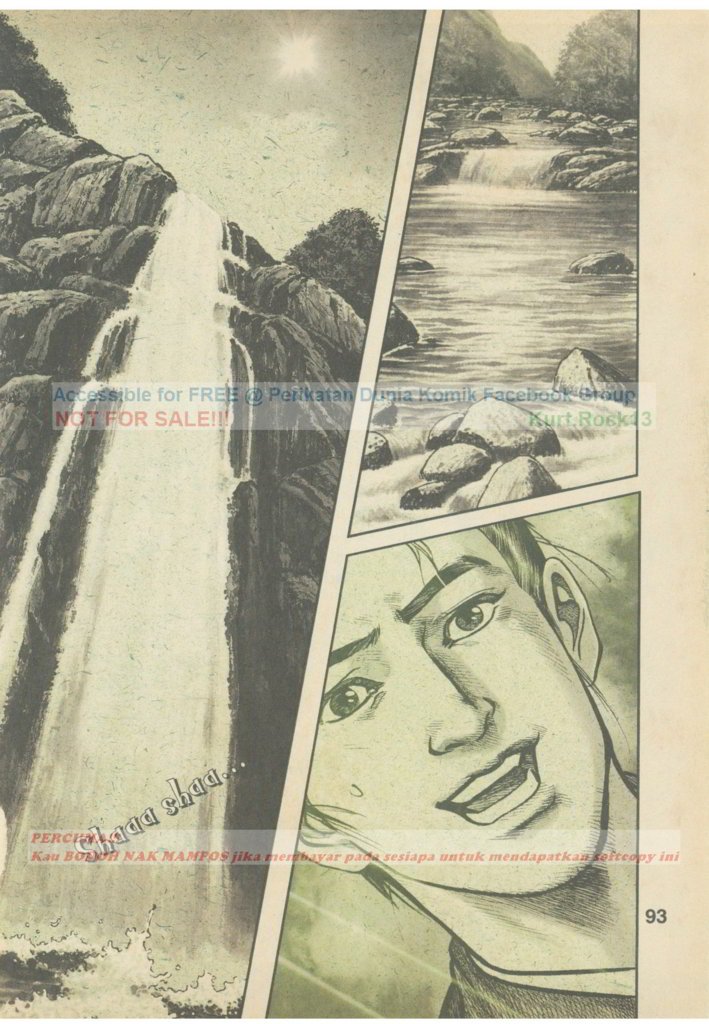 Accessible for FREE @ Perikatan Dunia Komik Facebook Group
NOT FOR SALE!!!
Kurt.Rock13
Shaaa shaa...
PERCUMA!!!
Kau BODOH NAK MAMPOS jika membayar pada sesiapa untuk mendapatkan softcopy ini
93